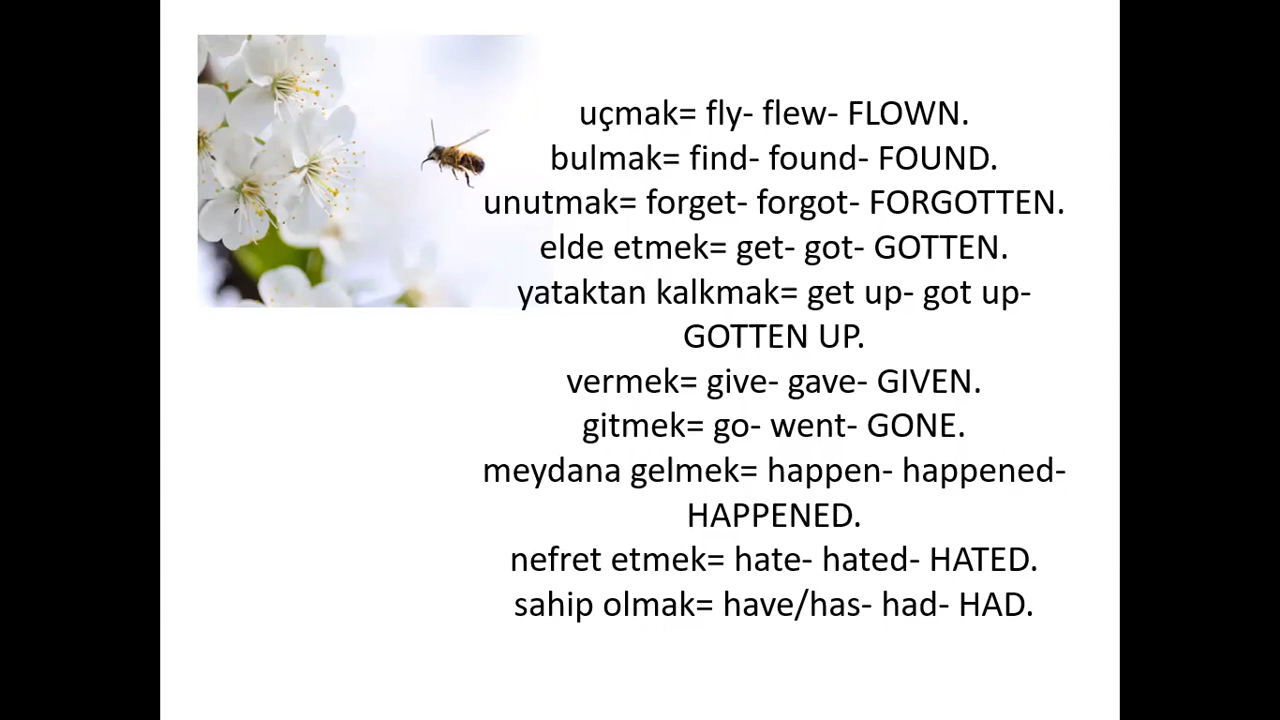 uçmak= fly- flew- FLOWN.
bulmak= find- found- FOUND.
unutmak= forget- forgot- FORGOTTEN.
elde etmek= get- got- GOTTEN.
yataktan kalkmak= get up- got up-
GOTTEN UP.
vermek= give- gave- GIVEN.
gitmek= go- went- GONE.
meydana gelmek= happen- happened-
HAPPENED.
nefret etmek= hate- hated- HATED.
sahip olmak= have/has- had- HAD.